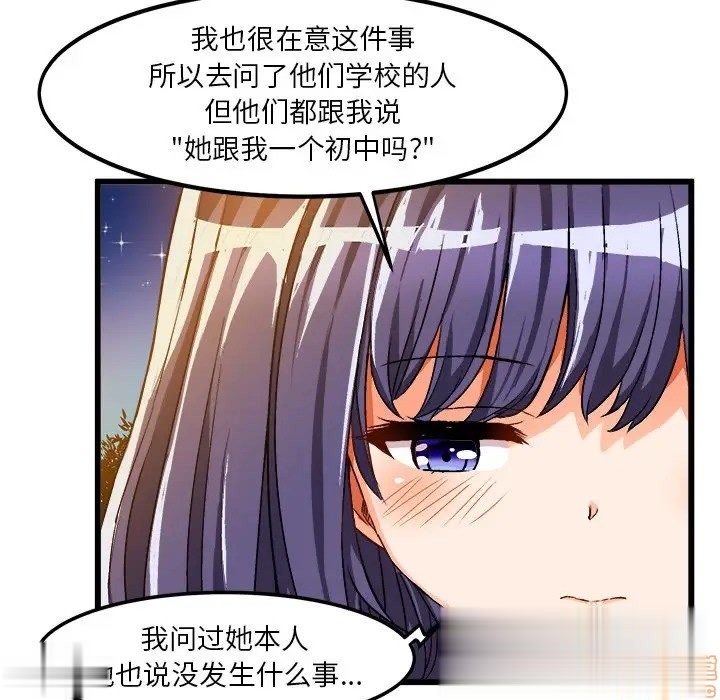 我也很在意这件事
所以去问了他们学校的人
但他们都跟我说
"她跟我一个初中吗?"
我问过她本人
她也说没发生什么事...